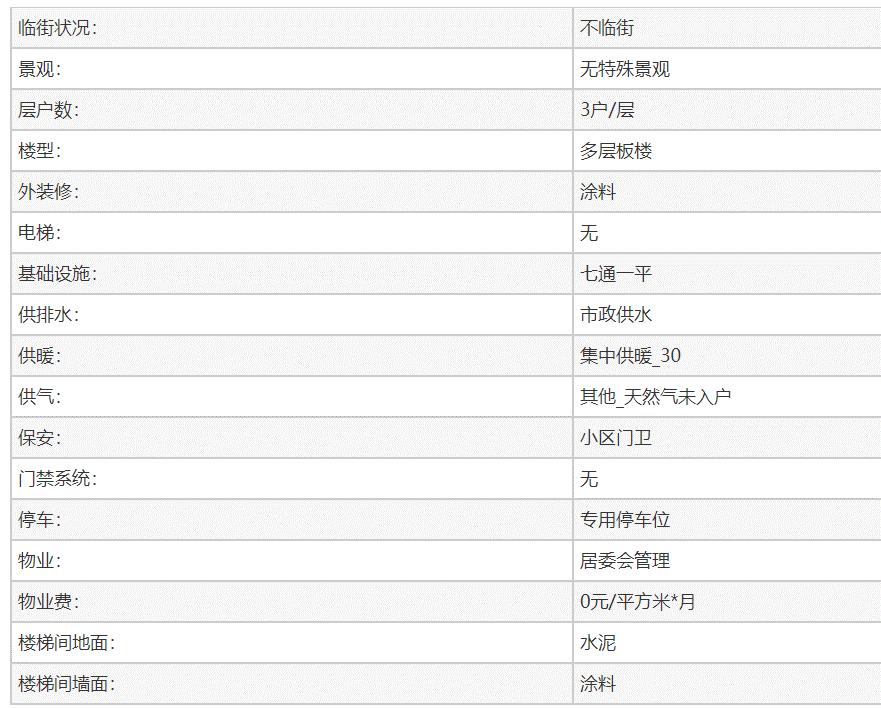 临街状况： 不临街
景观： 无特殊景观
层户数： 3户/层
楼型： 多层板楼
外装修： 涂料
电梯： 无
基础设施： 七通一平
供排水： 市政供水
供暖： 集中供暖_30
供气： 其他_天然气未入户
保安： 小区门卫
门禁系统： 无
停车： 专用停车位
物业： 居委会管理
物业费： 0元/平方米*月
楼梯间地面： 水泥
楼梯间墙面： 涂料